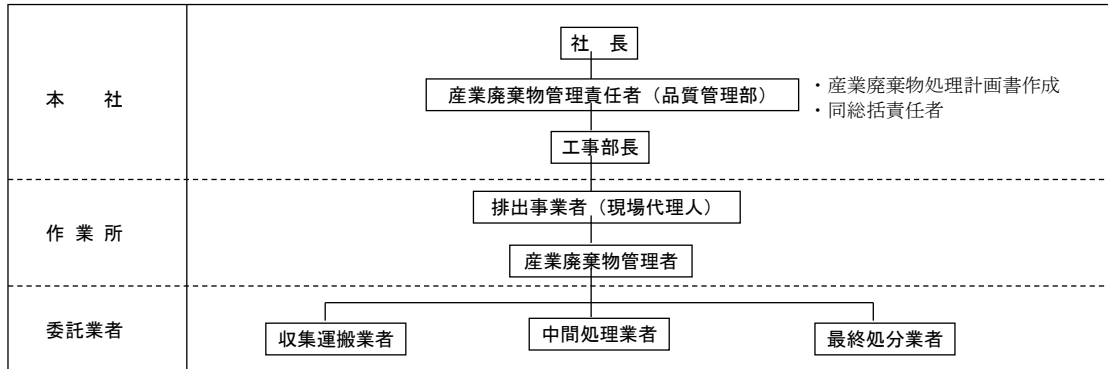 本　社
社　長
産業廃棄物管理責任者（品質管理部）
・産業廃棄物処理計画書作成
・同総括責任者
工事部長
作 業 所
排出事業者（現場代理人）
産業廃棄物管理者
委託業者
収集運搬業者
中間処理業者
最終処分業者